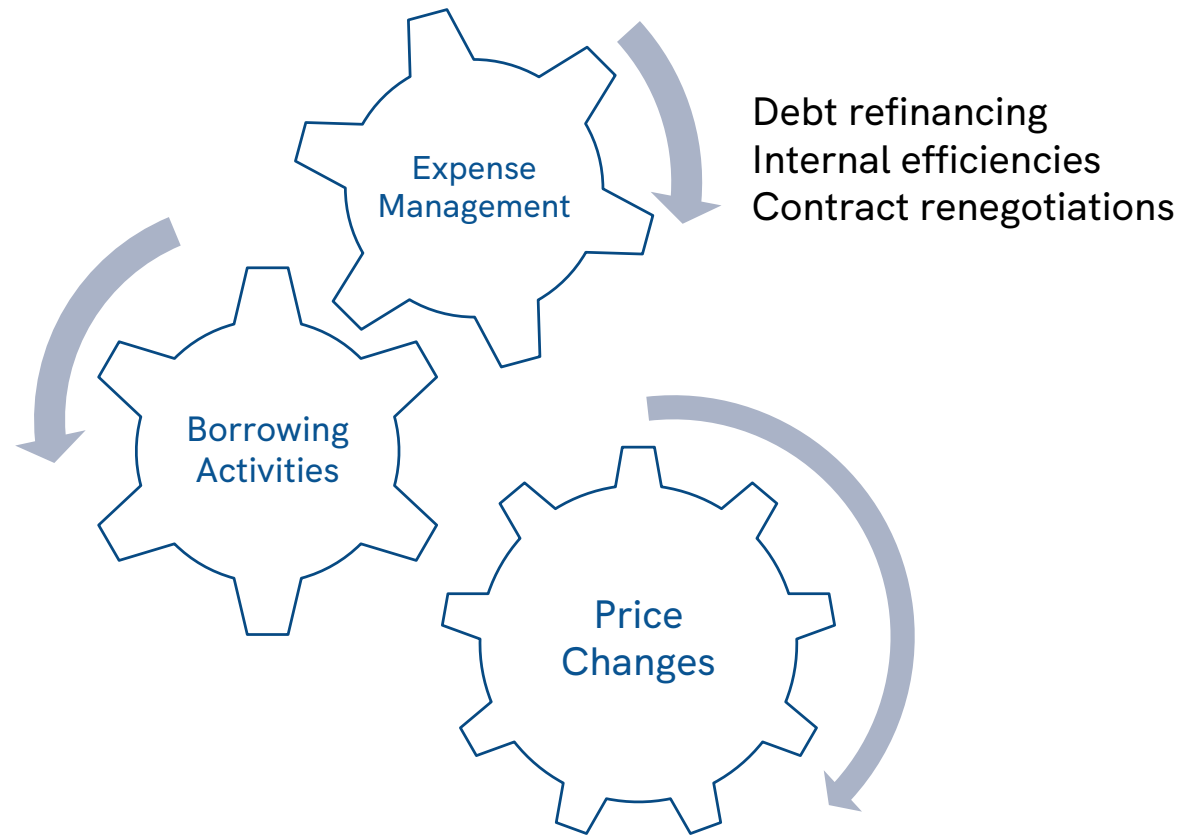 Expense
Management
Debt refinancing
Internal efficiencies
Contract renegotiations
Borrowing
Activities
Price
Changes